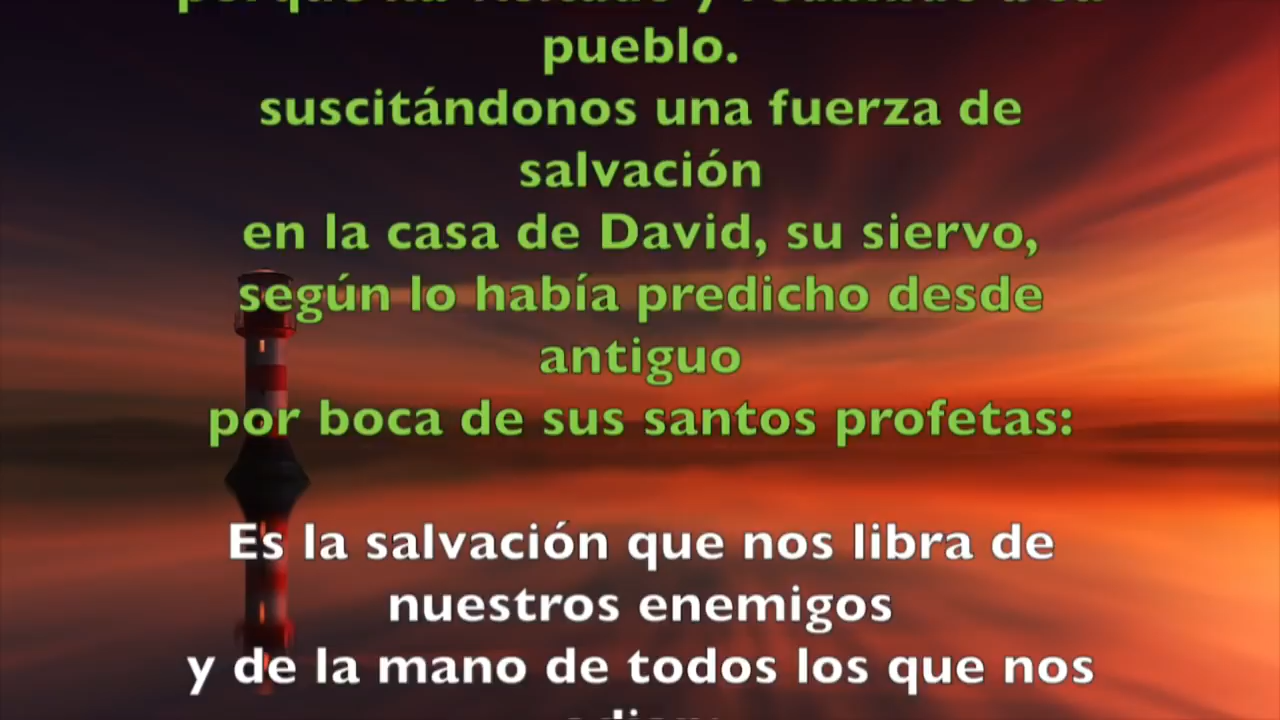 pueblo.
suscitándonos una fuerza de
salvación
en la casa de David, su siervo,
según lo había predicho desde
antiguo
por boca de sus santos profetas:
Es la salvación que nos libra de
nuestros enemigos
y de la mano de todos los que nos